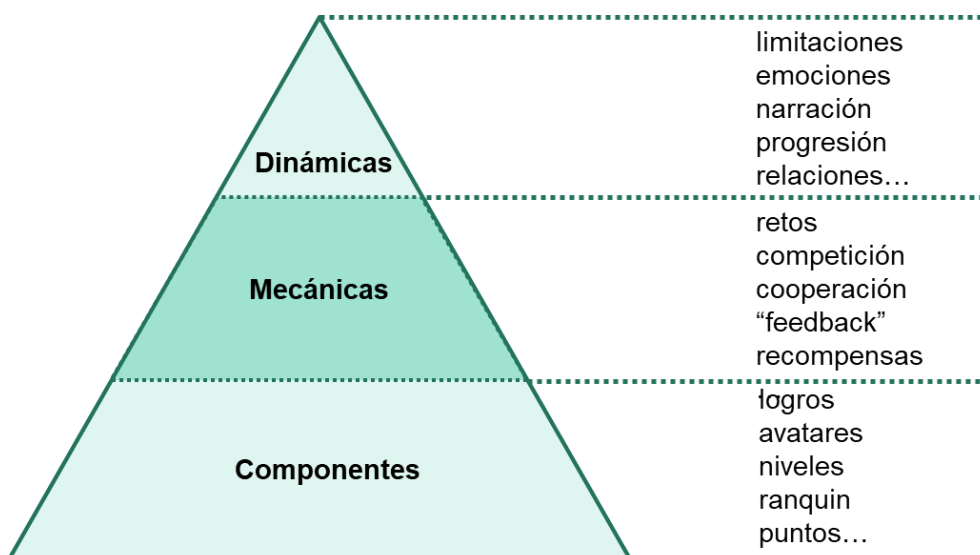 limitaciones
emociones
narración
progresión
relaciones…
Dinámicas
retos
competición
cooperación
“feedback”
recompensas
Mecánicas
logros
avatares
niveles
ranquin
puntos…
Componentes